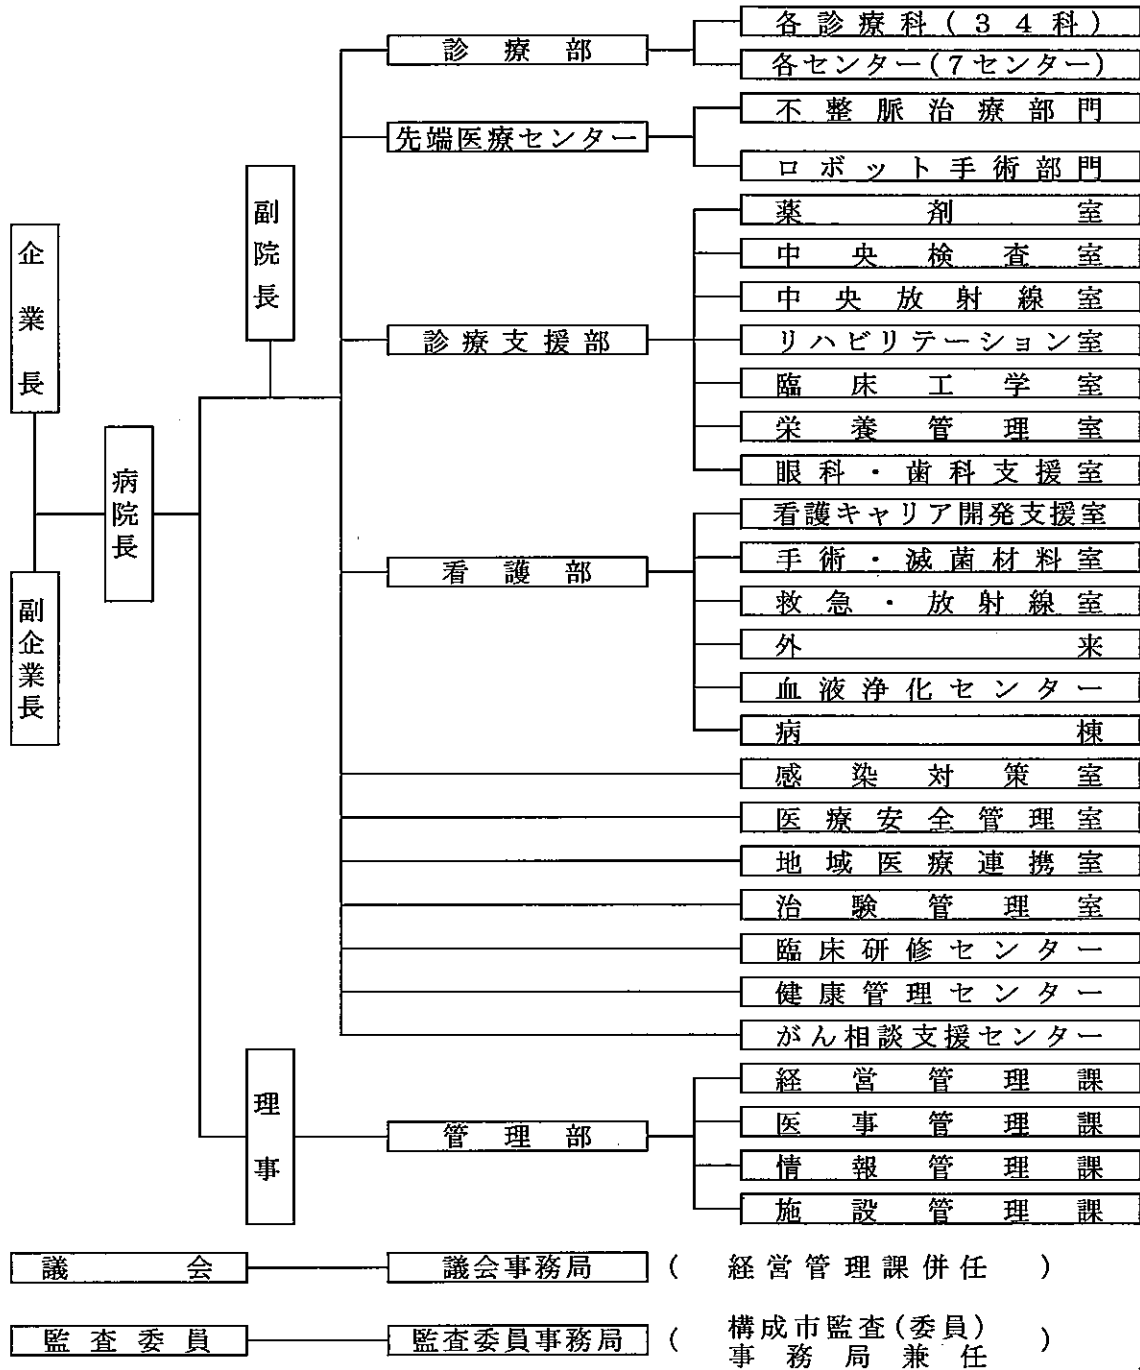 企業長
副企業長
病院長
副院長
理事
診療部
各診療科(34科)
各センター(7センター)
先端医療センター
不整脈治療部門
ロボット手術部門
診療支援部
薬剤室
中央検査室
中央放射線室
リハビリテーション室
臨床工学室
栄養管理室
眼科・歯科支援室
看護部
看護キャリア開発支援室
手術・滅菌材料室
救急・放射線室
外来
血液浄化センター
病棟
感染対策室
医療安全管理室
地域医療連携室
治験管理室
臨床研修センター
健康管理センター
がん相談支援センター
管理部
経営管理課
医事管理課
情報管理課
施設管理課
議会 議会事務局 (経営管理課併任)
監査委員 監査委員事務局 (構成市監査(委員)
事務局兼任)